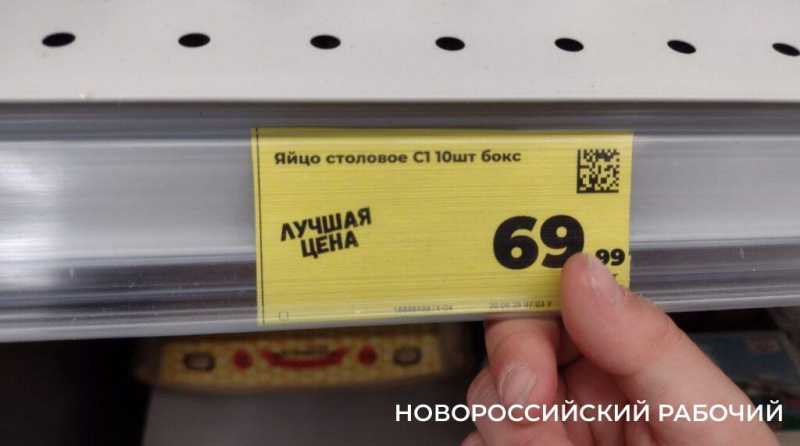 Яйцо столовое С1 10шт бокс
ЛУЧШАЯ
ЦЕНА
69.99
НОВОРОССИЙСКИЙ РАБОЧИЙ